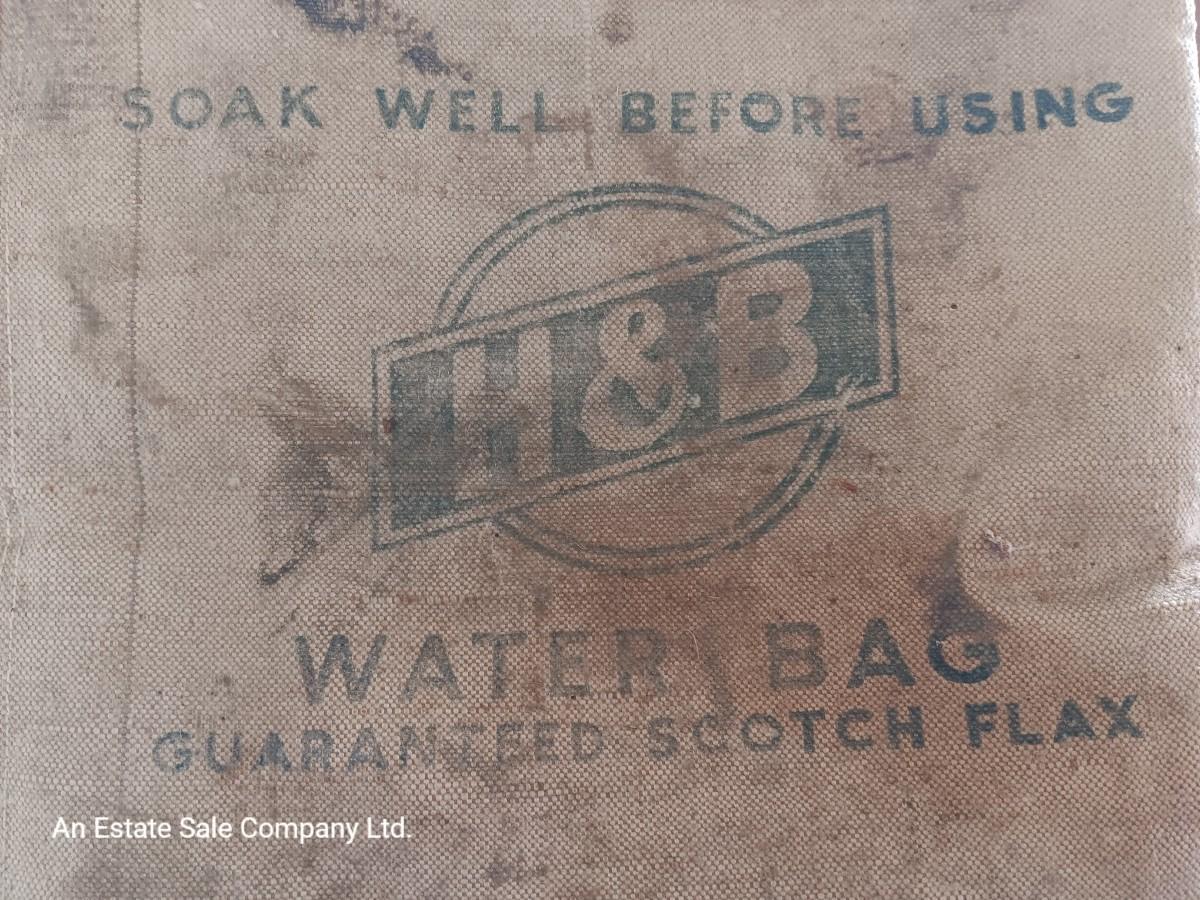 SOAK WELL BEFORE USING
H&B
WATER BAG
GUARANTEED SCOTCH FLAX
An Estate Sale Company Ltd.